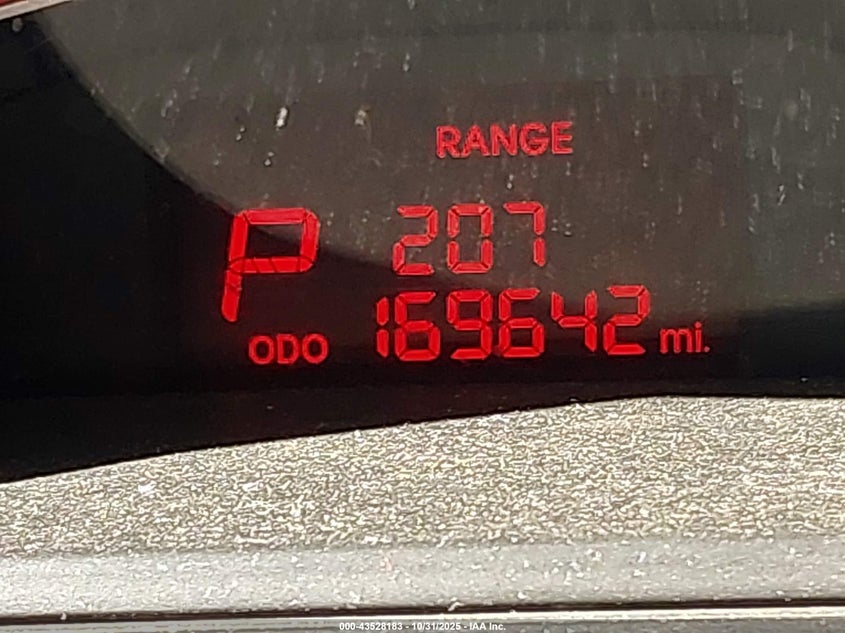 RANGE
P 207
ODO 169642 mi.
000-43528183 - 10/31/2025 - IAA Inc.